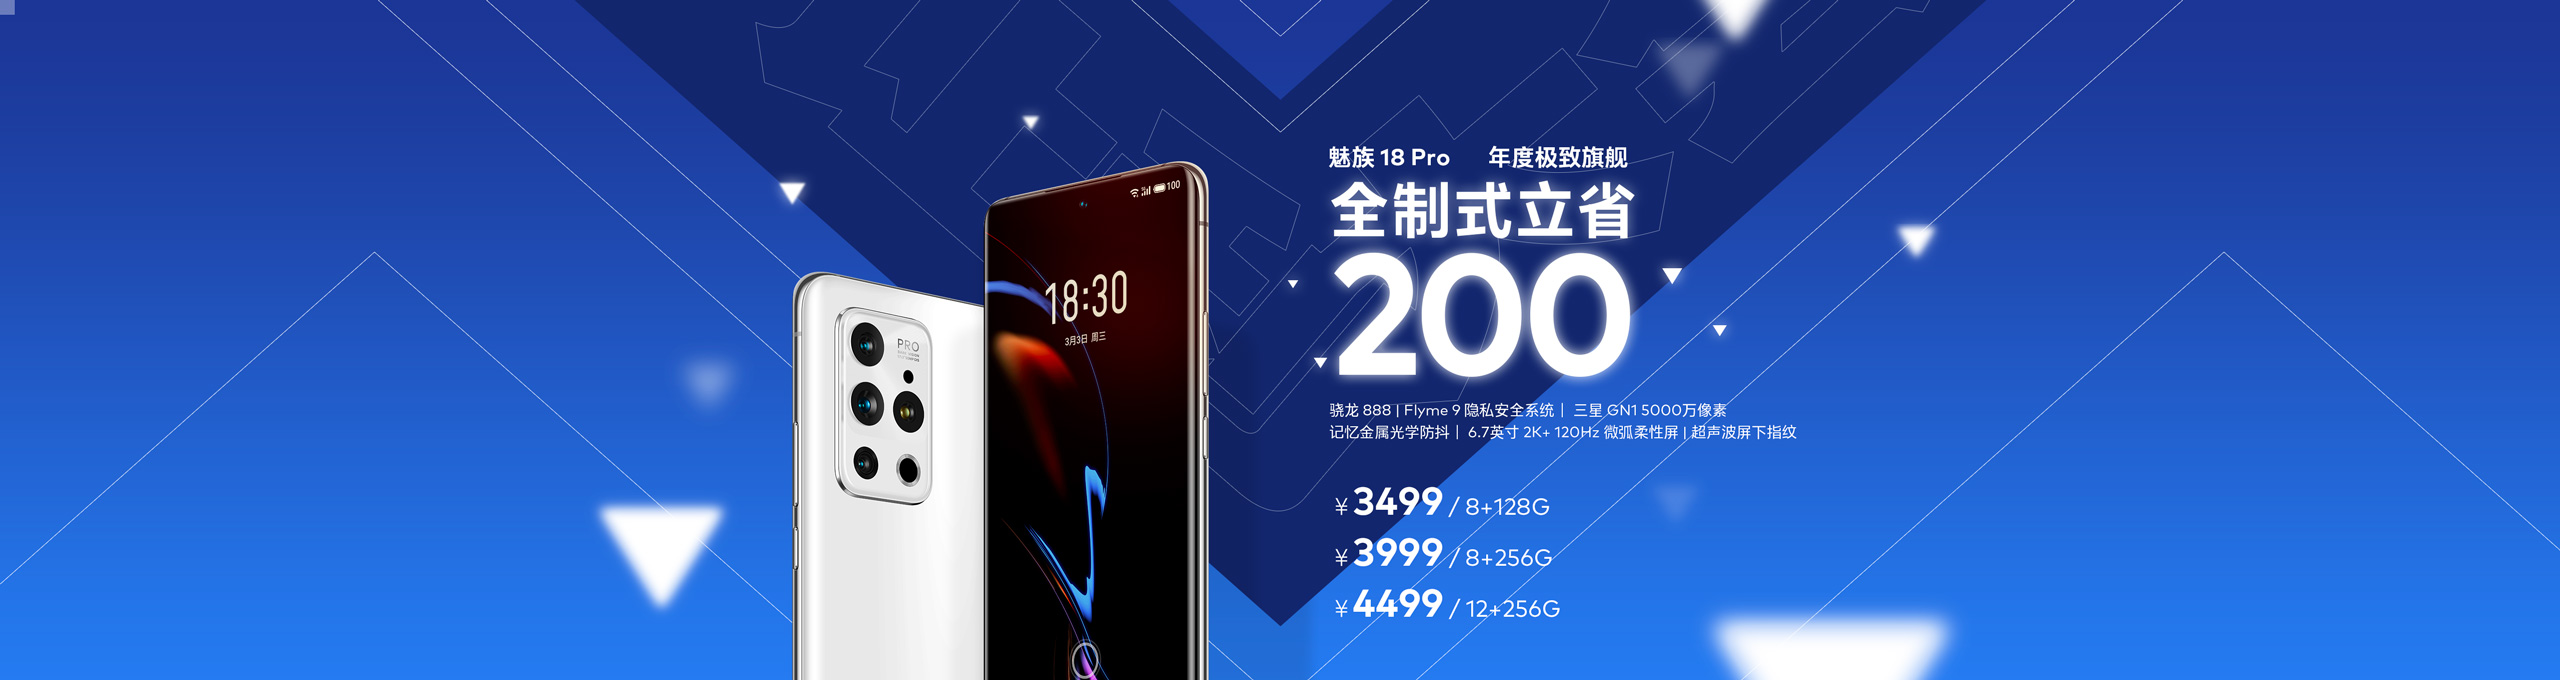 魅族 18 Pro 年度极致旗舰
全制式立省
200
骁龙 888 | Flyme 9 隐私安全系统 | 三星 GN1 5000万像素
记忆金属光学防抖 | 6.7英寸 2K+ 120Hz 微弧柔性屏 | 超声波屏下指纹
¥ 3499 / 8+128G
¥ 3999 / 8+256G
¥ 4499 / 12+256G
100
18:30
3月3日 周三
PRO